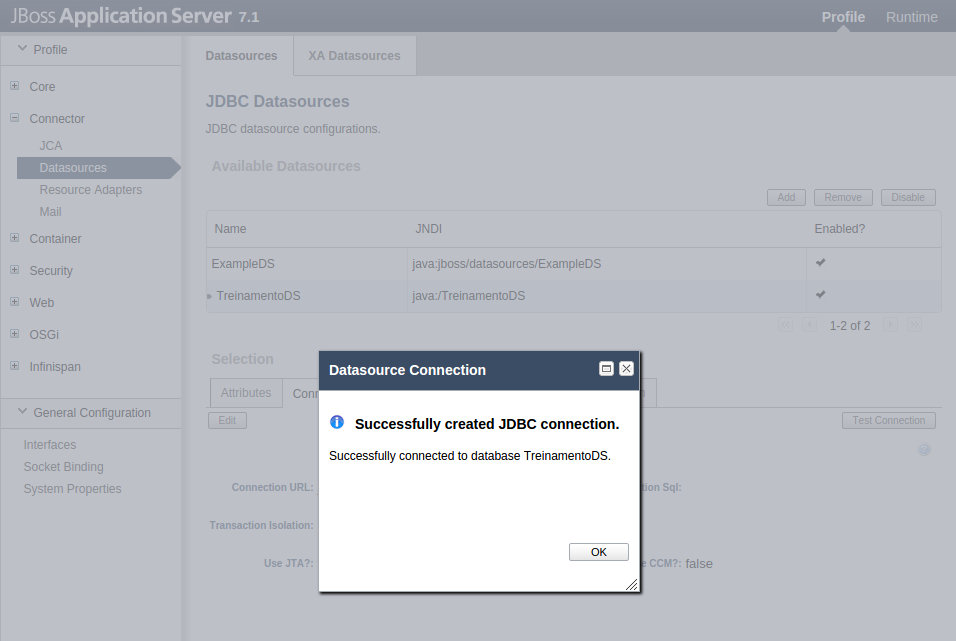 JBoss Application Server 7.1
Profile Runtime
Profile
Core
Connector
JCA
Datasources
Resource Adapters
Mail
Container
Security
Web
OSGi
Infinispan
General Configuration
Interfaces
Socket Binding
System Properties
Datasources XA Datasources
JDBC Datasources
JDBC datasource configurations.
Available Datasources
Add Remove Disable
Name JNDI Enabled?
ExampleDS java:jboss/datasources/ExampleDS
TreinamentoDS java:/TreinamentoDS
1-2 of 2
Selection
Attributes Conn
Edit Test Connection
Connection URL: tion Sql:
Transaction Isolation:
Use JTA?: CCM?: false
Datasource Connection
Successfully created JDBC connection.
Successfully connected to database TreinamentoDS.
OK